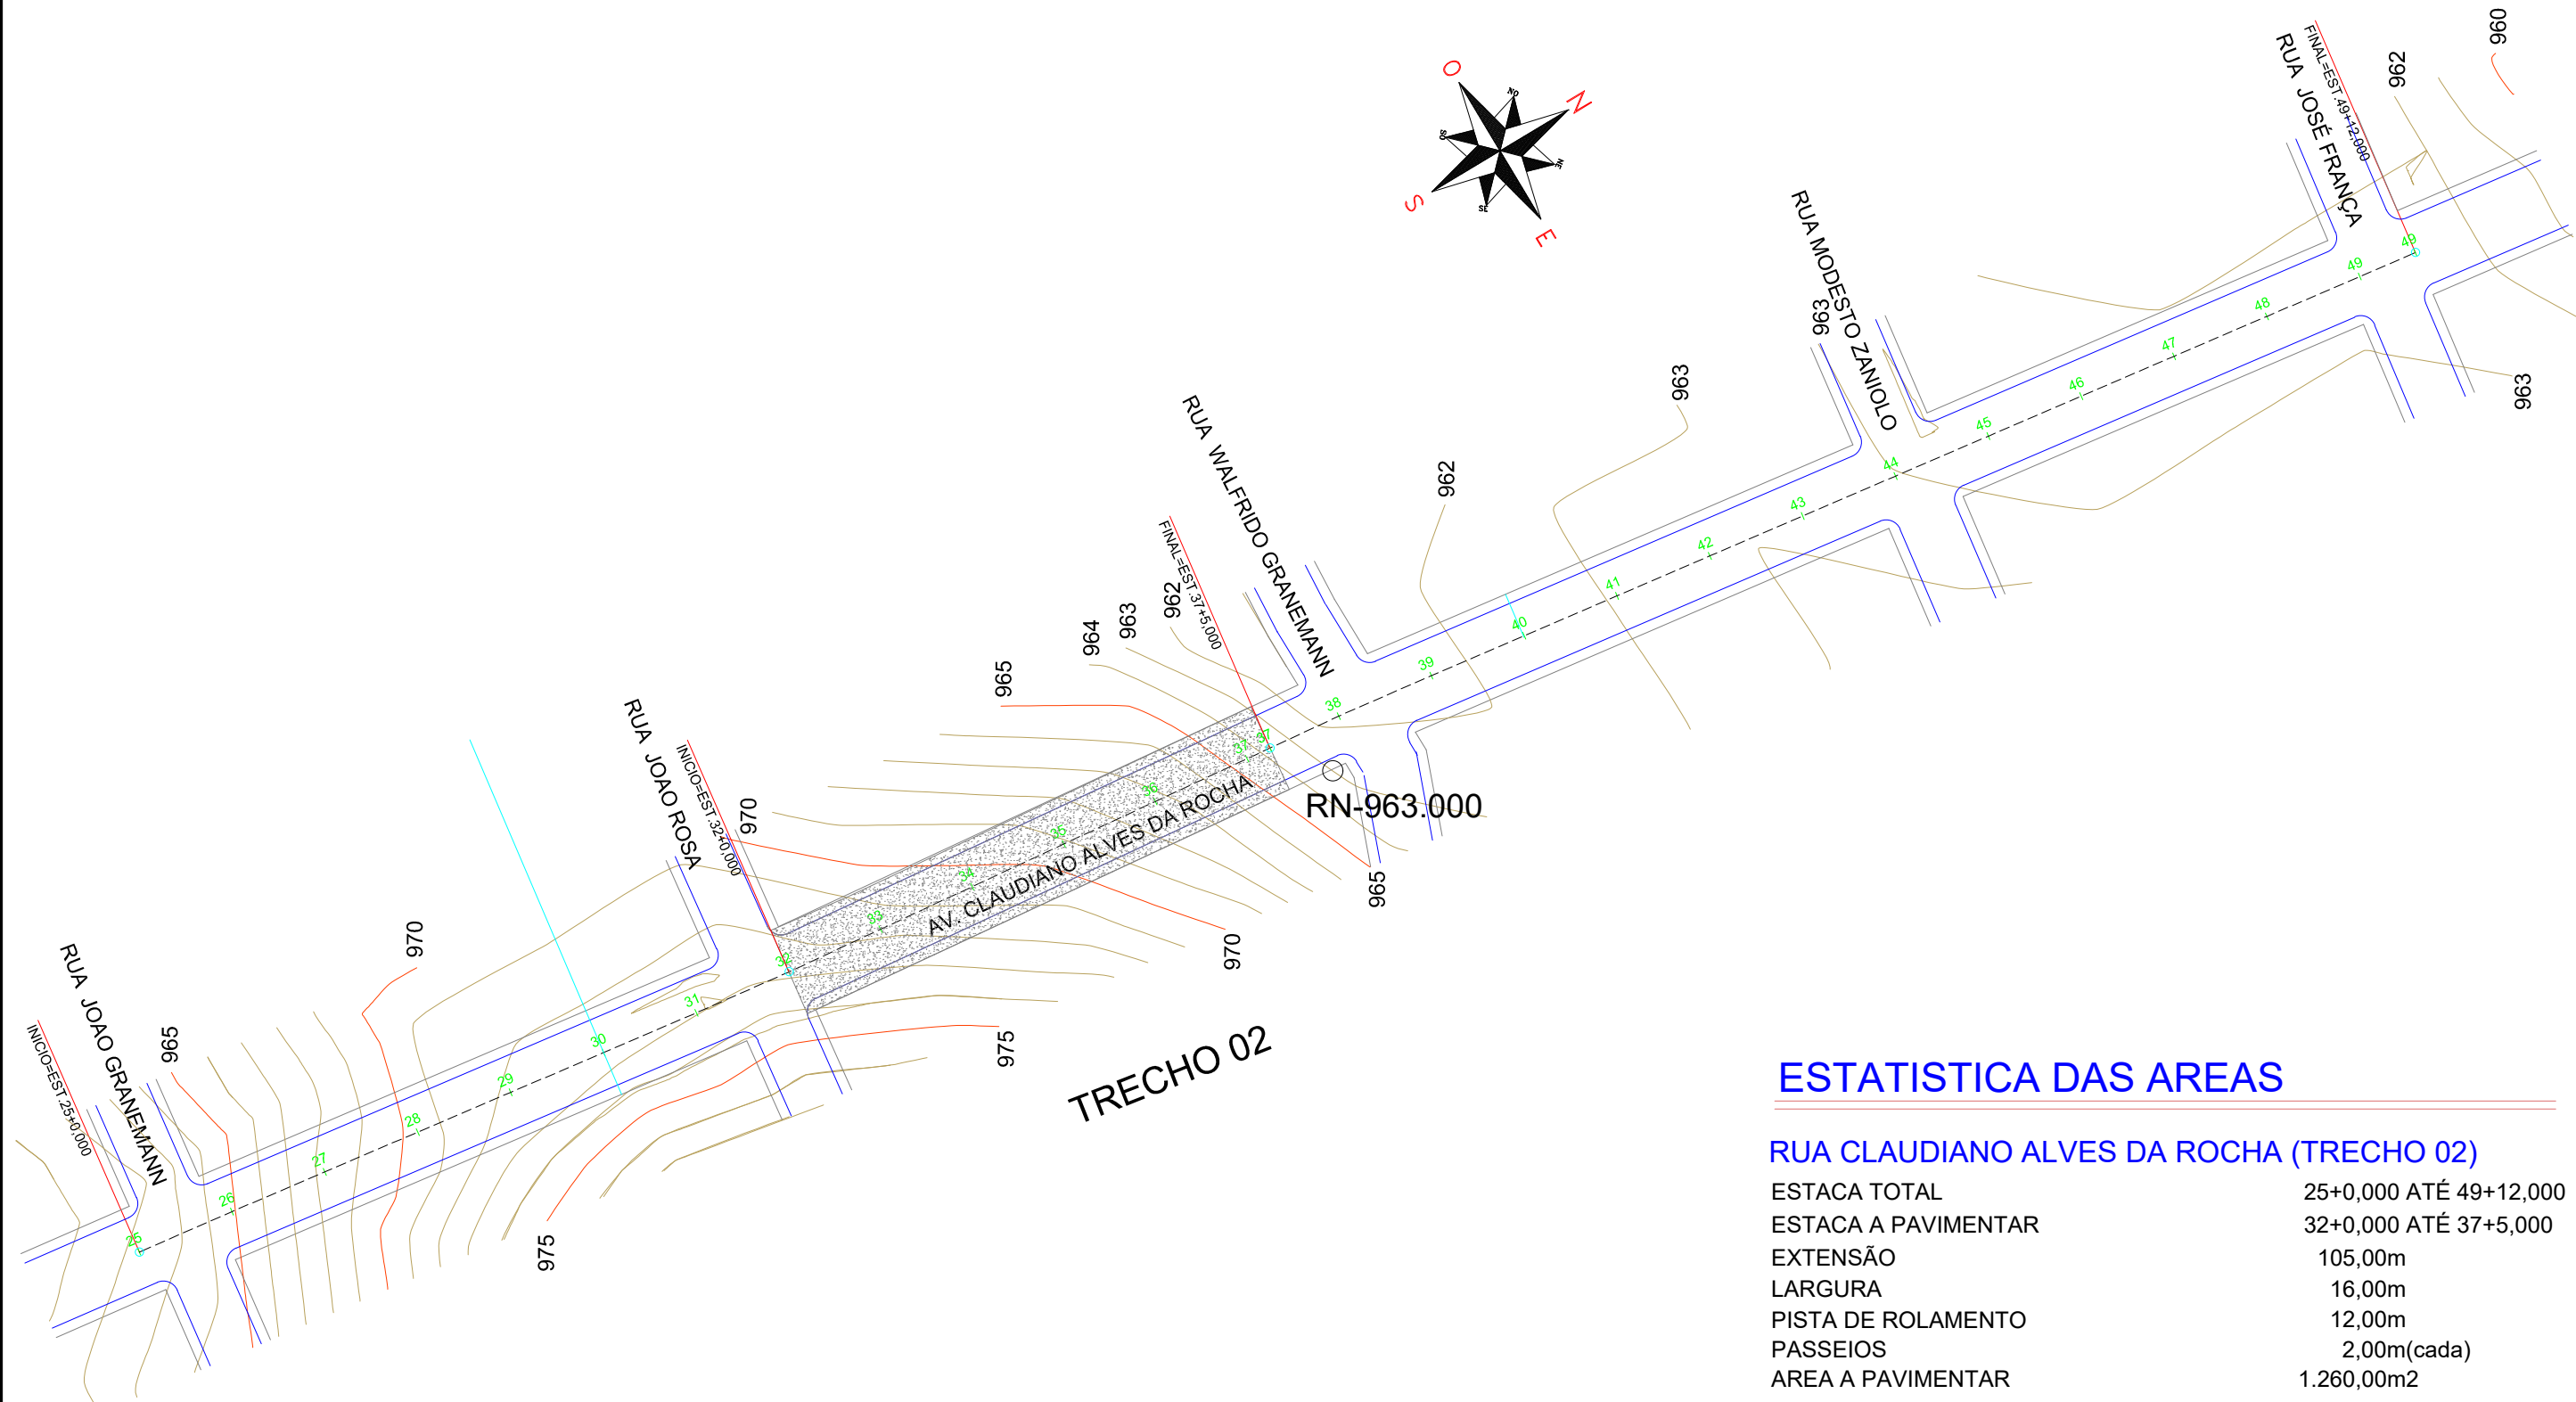 960
962
RUA JOSÉ FRANÇA
FINAL=EST.49+12,000
O
NO
N
SO
NE
S
SE
E
RUA MODESTO ZANIOLO
963
963
963
RUA WALFRIDO GRANEMANN
962
FINAL=EST.37+5,000
962
963
964
965
RUA JOAO ROSA
INICIO=EST.32+0,000
970
970
RUA JOAO GRANEMANN
INICIO=EST.25+0,000
965
25
26
27
28
29
30
31
32
33
34
35
36
37
37
38
39
40
41
42
43
44
45
46
47
48
49
49
AV. CLAUDIANO ALVES DA ROCHA
RN-963.000
965
970
975
975
TRECHO 02
ESTATISTICA DAS AREAS
RUA CLAUDIANO ALVES DA ROCHA (TRECHO 02)
ESTACA TOTAL 25+0,000 ATÉ 49+12,000
ESTACA A PAVIMENTAR 32+0,000 ATÉ 37+5,000
EXTENSÃO 105,00m
LARGURA 16,00m
PISTA DE ROLAMENTO 12,00m
PASSEIOS 2,00m(cada)
AREA A PAVIMENTAR 1.260,00m2